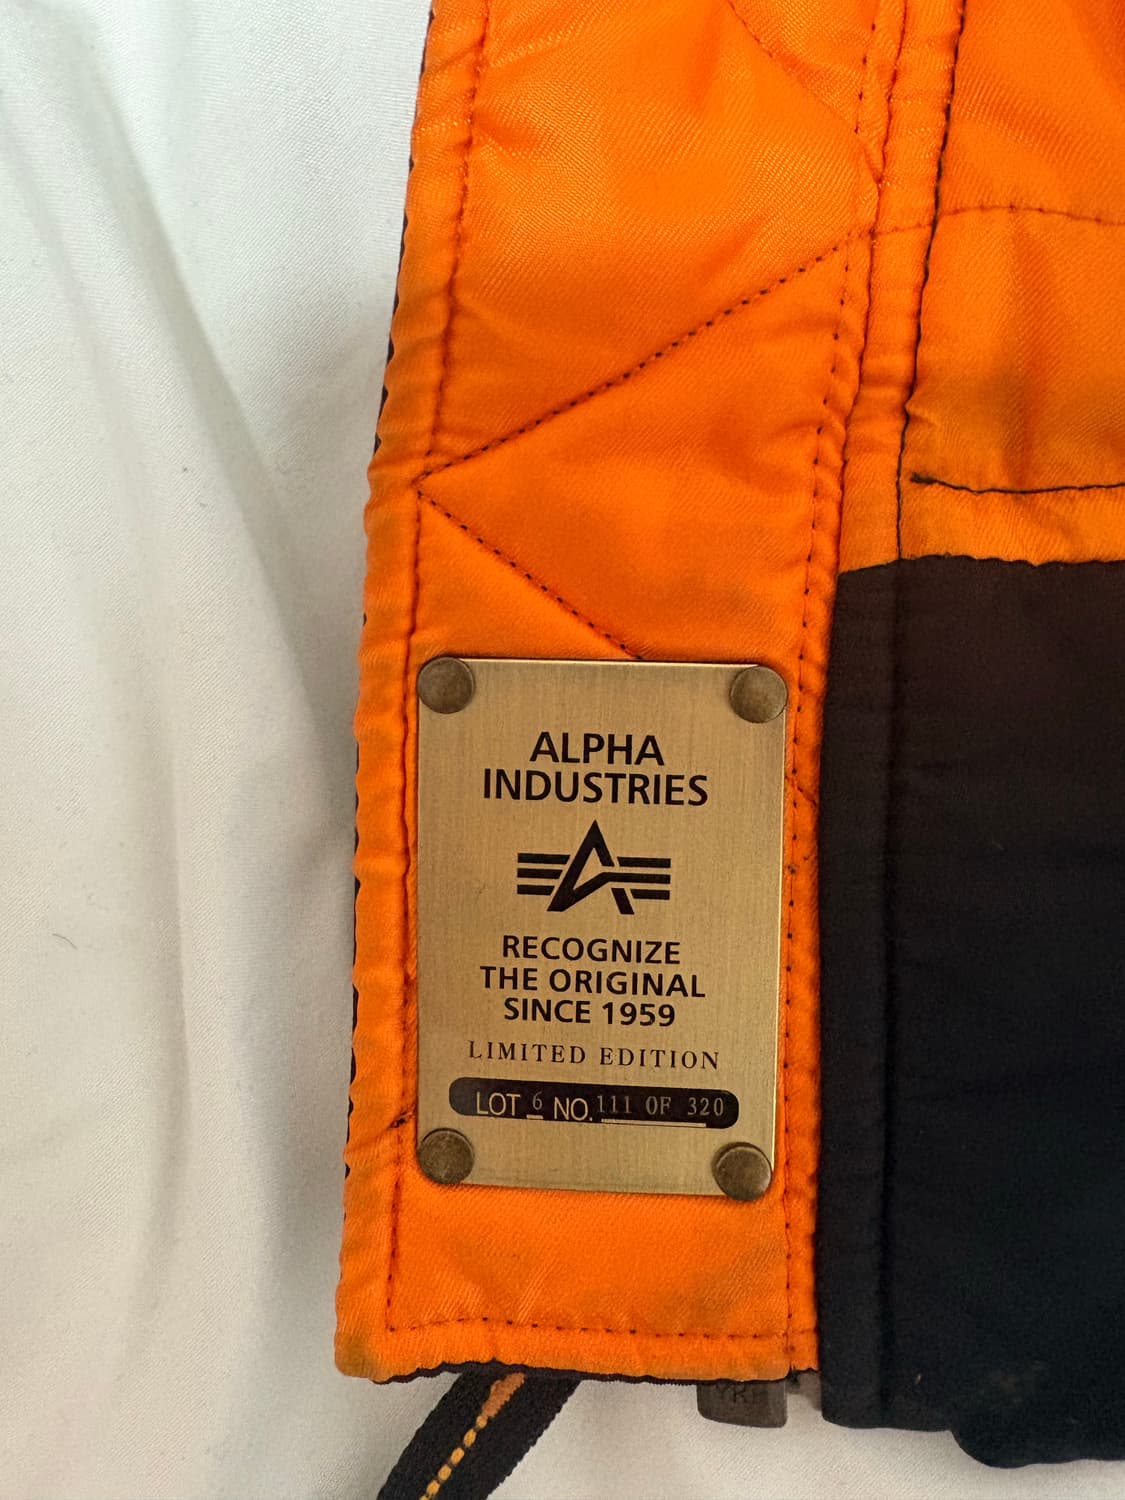 ALPHA
INDUSTRIES
RECOGNIZE
THE ORIGINAL
SINCE 1959
LIMITED EDITION
LOT 6 NO. 111 OF 320